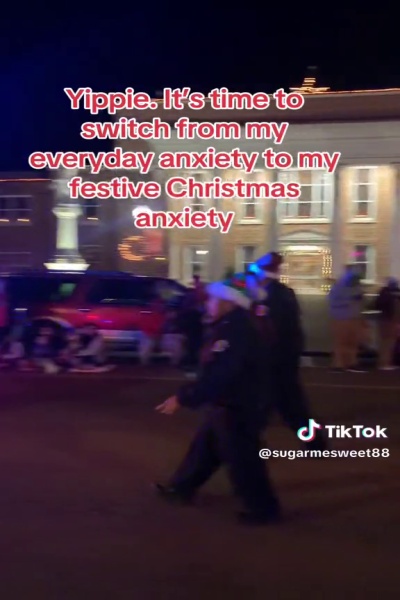 Yippie. It's time to
switch from my
everyday anxiety to my
festive Christmas
anxiety
TikTok
@sugarmesweet88